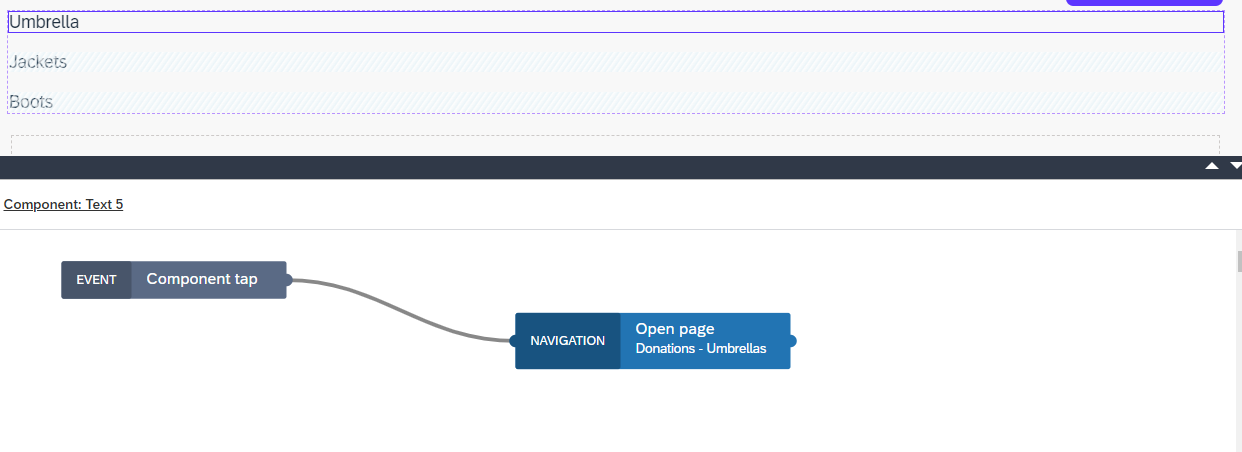 Umbrella
Jackets
Boots
Component: Text 5
EVENT
Component tap
NAVIGATION
Open page
Donations - Umbrellas